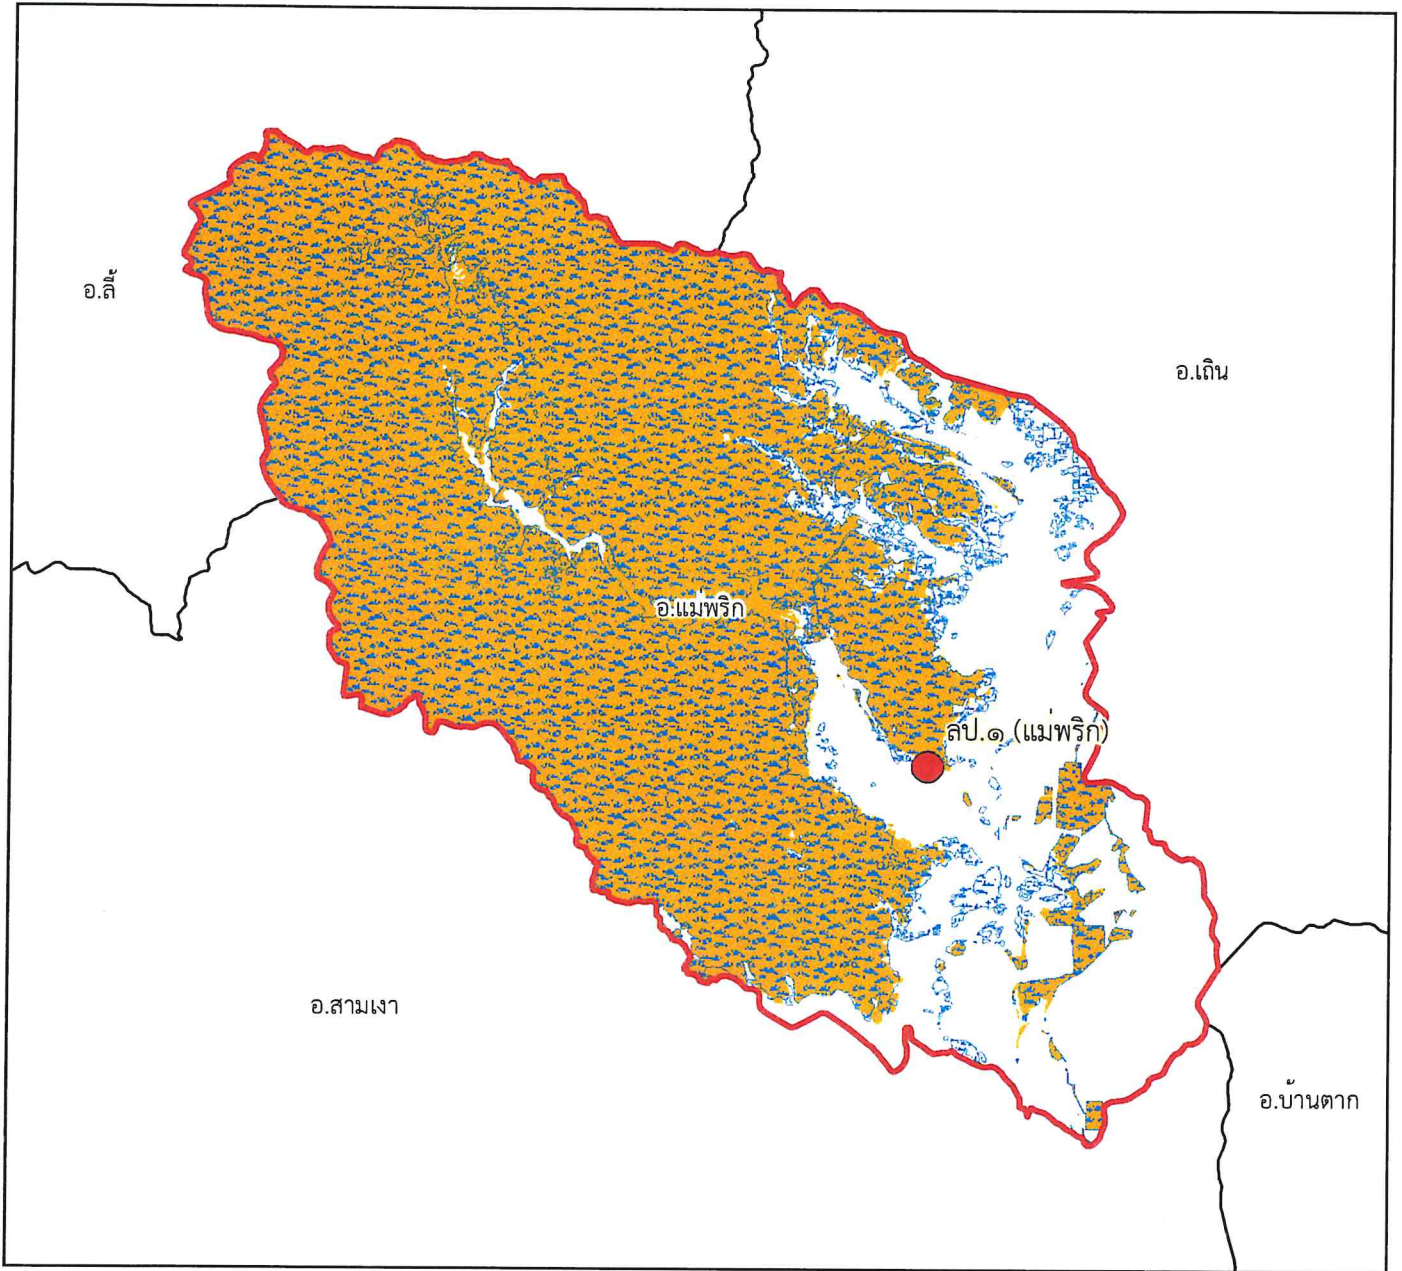 อ.ลี้
อ.เถิน
อ.แม่พริก
ลป.๑ (แม่พริก)
อ.สามเงา
อ.บ้านตาก